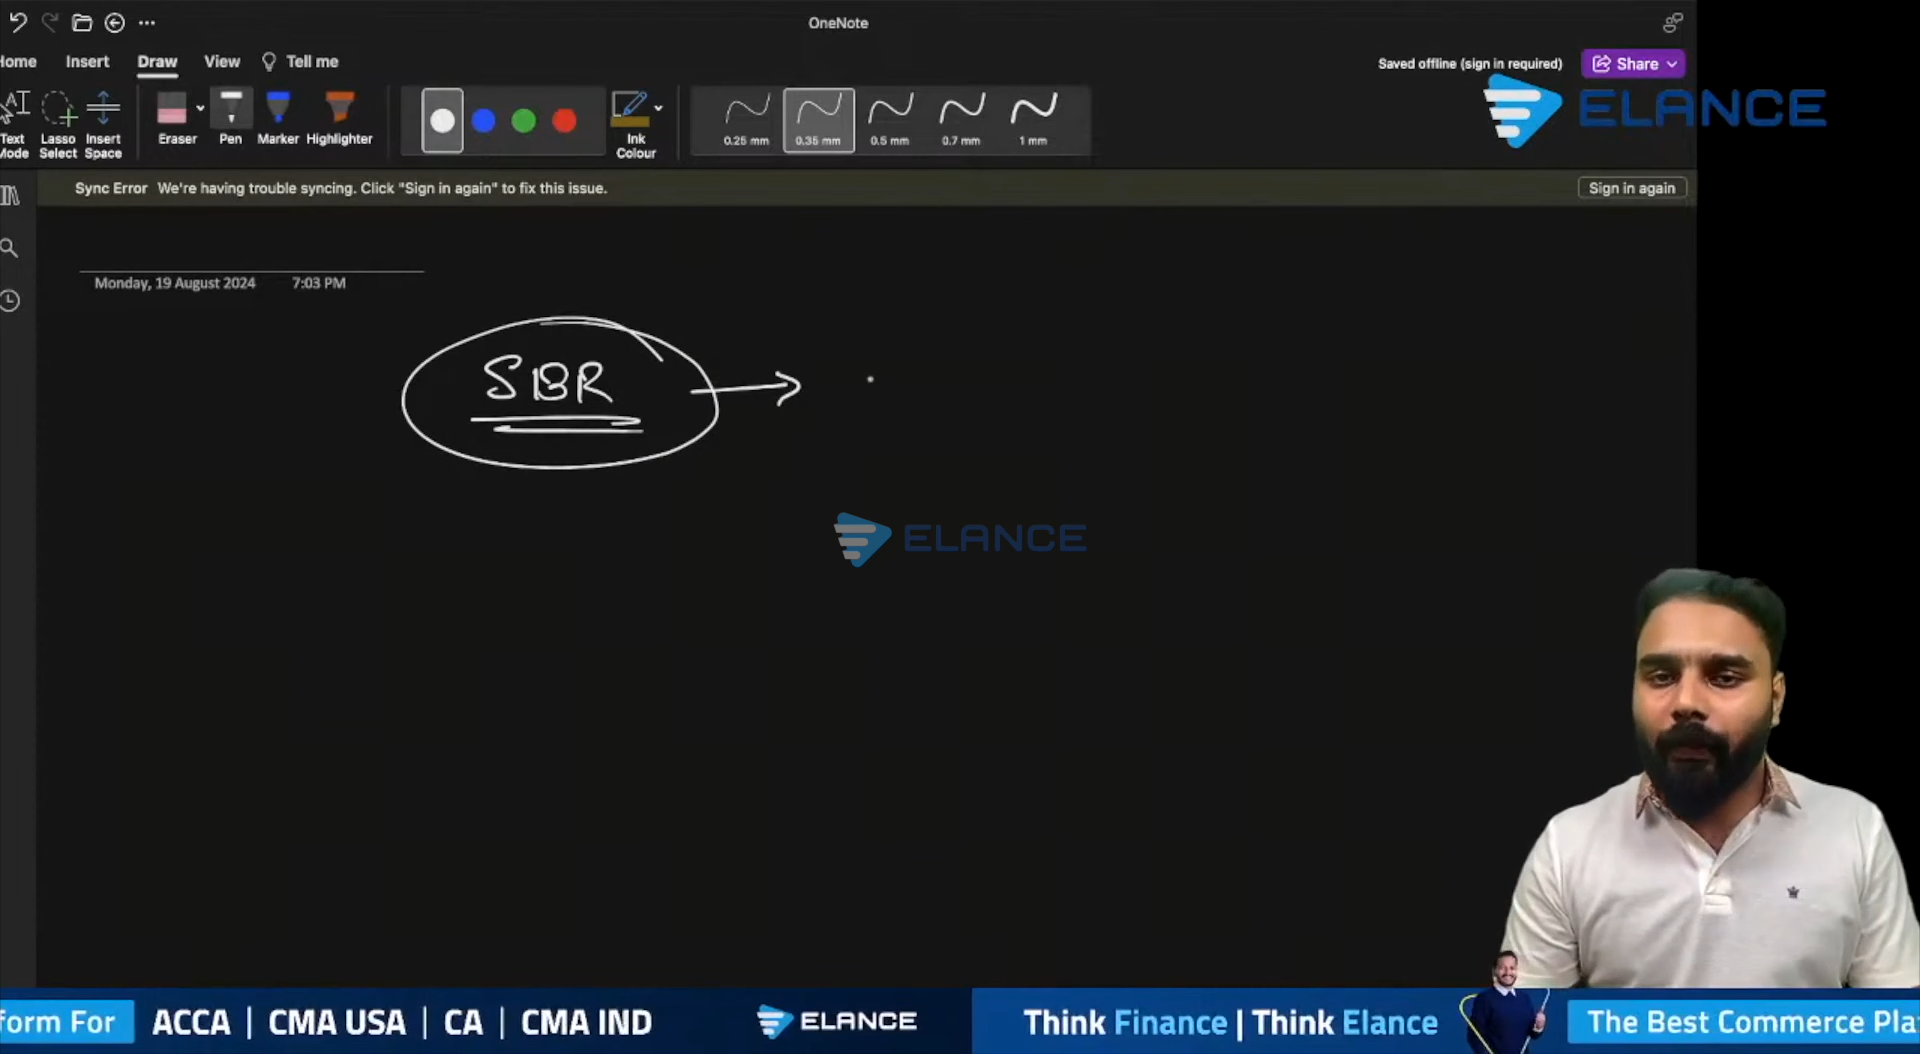 OneNote
Home Insert Draw View Tell me
Saved offline (sign in required) Share
ELANCE
Text Mode Lasso Select Insert Space Eraser Pen Marker Highlighter Ink Colour 0.25 mm 0.35 mm 0.5 mm 0.7 mm 1 mm
Sync Error We're having trouble syncing. Click "Sign in again" to fix this issue. Sign in again
Monday, 19 August 2024 7:03 PM
SBR
ELANCE
form For ACCA | CMA USA | CA | CMA IND ELANCE Think Finance | Think Elance The Best Commerce Pla